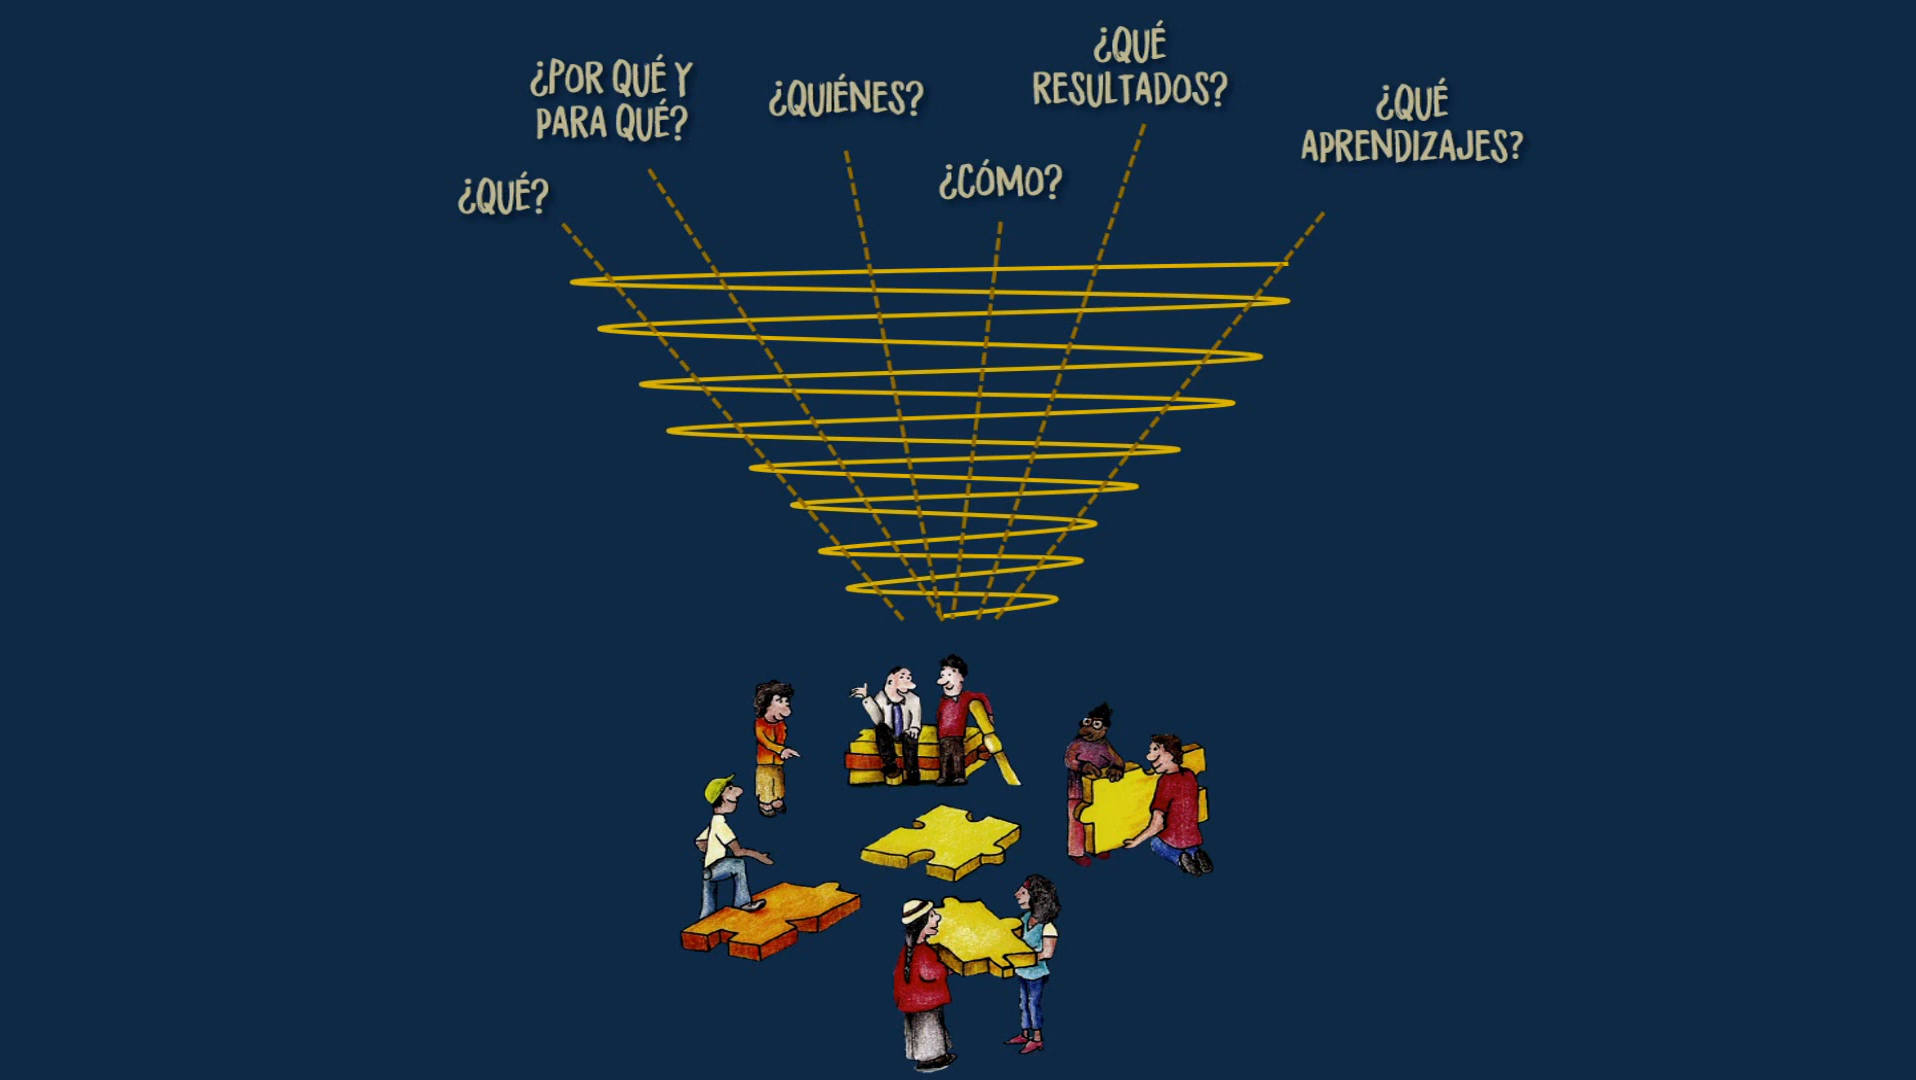 ¿QUÉ?
¿POR QUÉ Y
PARA QUÉ?
¿QUIÉNES?
¿CÓMO?
¿QUÉ
RESULTADOS?
¿QUÉ
APRENDIZAJES?